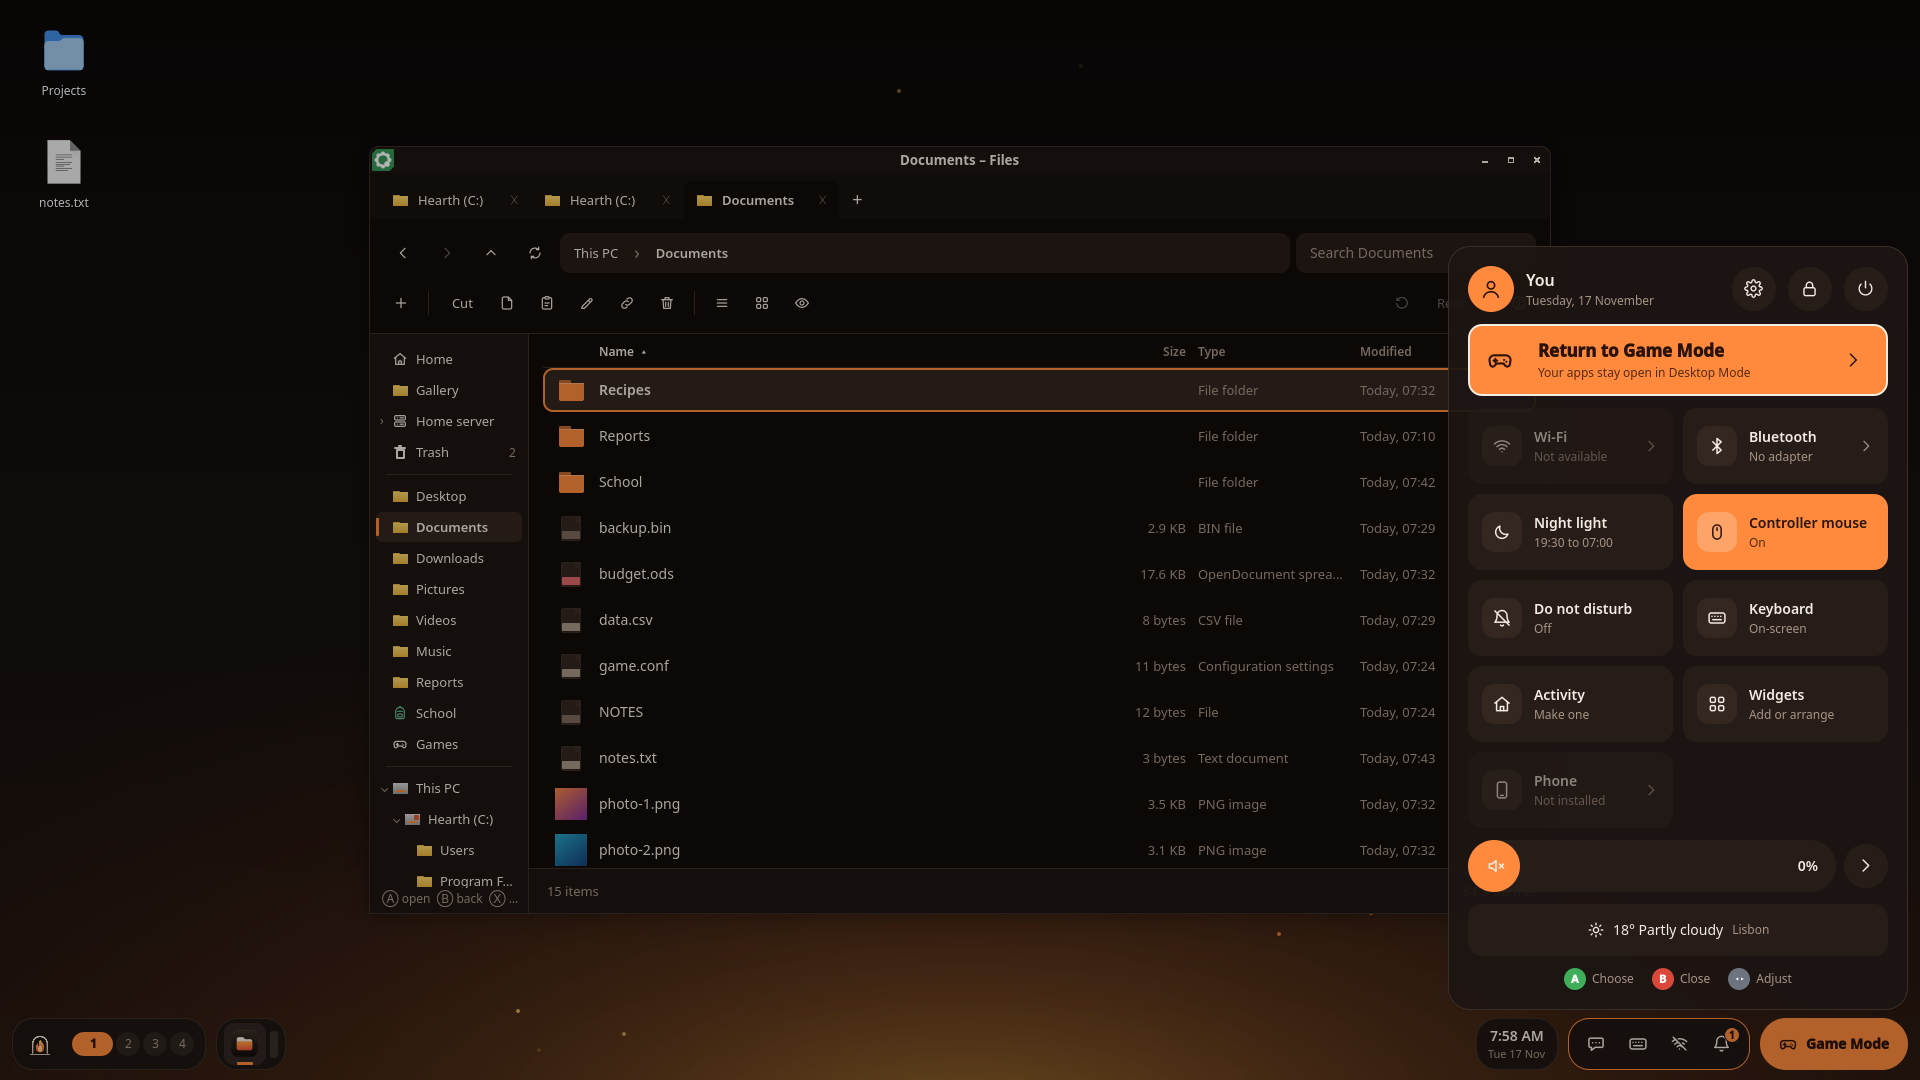 Projects
notes.txt
Documents – Files
Hearth (C:) X
Hearth (C:) X
Documents X
This PC › Documents
Search Documents
Cut
Home
Gallery
Home server
Trash 2
Desktop
Documents
Downloads
Pictures
Videos
Music
Reports
School
Games
This PC
Hearth (C:)
Users
Program F...
A open B back X ...
Name Size Type Modified
Recipes File folder Today, 07:32
Reports File folder Today, 07:10
School File folder Today, 07:42
backup.bin 2.9 KB BIN file Today, 07:29
budget.ods 17.6 KB OpenDocument sprea... Today, 07:32
data.csv 8 bytes CSV file Today, 07:29
game.conf 11 bytes Configuration settings Today, 07:24
NOTES 12 bytes File Today, 07:24
notes.txt 3 bytes Text document Today, 07:43
photo-1.png 3.5 KB PNG image Today, 07:32
photo-2.png 3.1 KB PNG image Today, 07:32
15 items
You
Tuesday, 17 November
Return to Game Mode
Your apps stay open in Desktop Mode
Wi-Fi
Not available
Bluetooth
No adapter
Night light
19:30 to 07:00
Controller mouse
On
Do not disturb
Off
Keyboard
On-screen
Activity
Make one
Widgets
Add or arrange
Phone
Not installed
0%
18° Partly cloudy Lisbon
A Choose B Close Adjust
1 2 3 4
7:58 AM
Tue 17 Nov
1
Game Mode